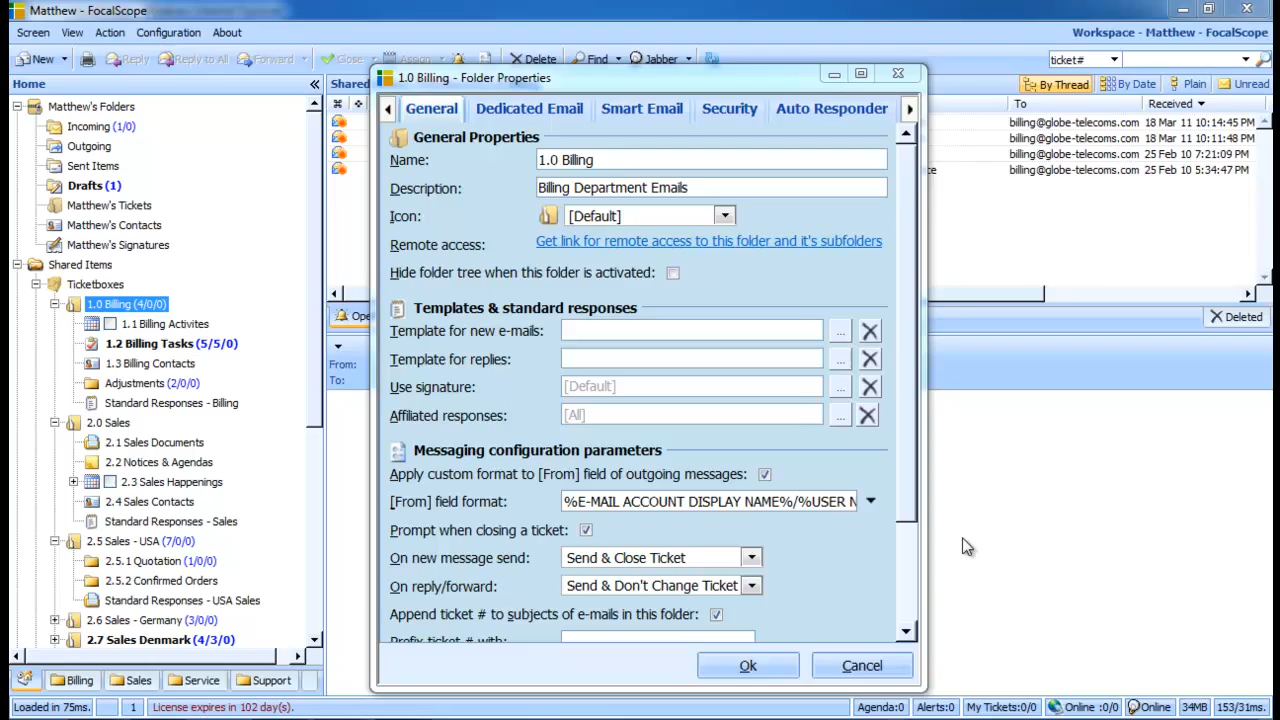 Matthew - FocalScope
Screen View Action Configuration About
Workspace - Matthew - FocalScope
New Reply Reply to All Forward Close Assign Delete Find Jabber ticket#
Home
Shared
By Thread By Date Plain Unread
To Received
billing@globe-telecoms.com 18 Mar 11 10:14:45 PM
billing@globe-telecoms.com 18 Mar 11 10:11:48 PM
billing@globe-telecoms.com 25 Feb 10 7:21:09 PM
ce billing@globe-telecoms.com 25 Feb 10 5:34:47 PM
Ope
Deleted
From:
To:
Matthew's Folders
Incoming (1/0)
Outgoing
Sent Items
Drafts (1)
Matthew's Tickets
Matthew's Contacts
Matthew's Signatures
Shared Items
Ticketboxes
1.0 Billing (4/0/0)
1.1 Billing Activites
1.2 Billing Tasks (5/5/0)
1.3 Billing Contacts
Adjustments (2/0/0)
Standard Responses - Billing
2.0 Sales
2.1 Sales Documents
2.2 Notices & Agendas
2.3 Sales Happenings
2.4 Sales Contacts
Standard Responses - Sales
2.5 Sales - USA (7/0/0)
2.5.1 Quotation (1/0/0)
2.5.2 Confirmed Orders
Standard Responses - USA Sales
2.6 Sales - Germany (3/0/0)
2.7 Sales Denmark (4/3/0)
Billing Sales Service Support
1.0 Billing - Folder Properties
General Dedicated Email Smart Email Security Auto Responder
General Properties
Name: 1.0 Billing
Description: Billing Department Emails
Icon: [Default]
Remote access: Get link for remote access to this folder and it's subfolders
Hide folder tree when this folder is activated:
Templates & standard responses
Template for new e-mails: ...
Template for replies: ...
Use signature: [Default] ...
Affiliated responses: [All] ...
Messaging configuration parameters
Apply custom format to [From] field of outgoing messages:
[From] field format: %E-MAIL ACCOUNT DISPLAY NAME%/%USER N
Prompt when closing a ticket:
On new message send: Send & Close Ticket
On reply/forward: Send & Don't Change Ticket
Append ticket # to subjects of e-mails in this folder:
Prefix ticket # with:
Ok Cancel
Loaded in 75ms. 1 License expires in 102 day(s). Agenda:0 Alerts:0 My Tickets:0/0 Online :0/0 Online 34MB 153/31ms.